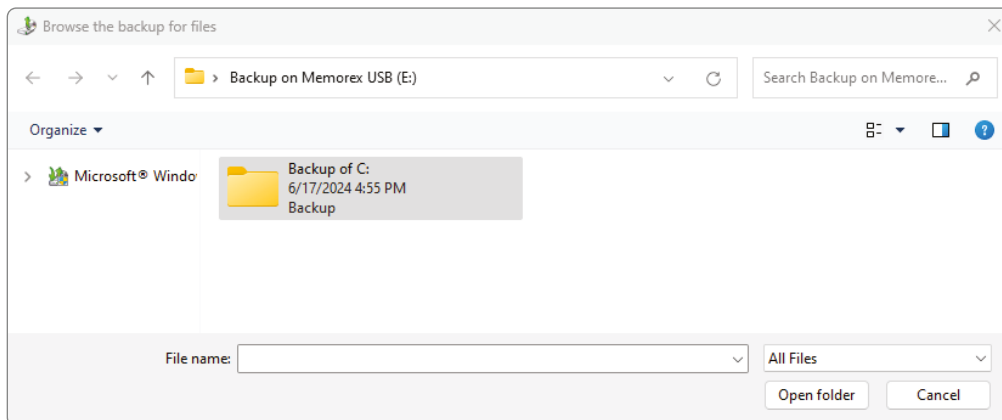 Browse the backup for files
Backup on Memorex USB (E:)
Search Backup on Memore...
Organize
Microsoft® Windo
Backup of C:
6/17/2024 4:55 PM
Backup
File name:
All Files
Open folder
Cancel